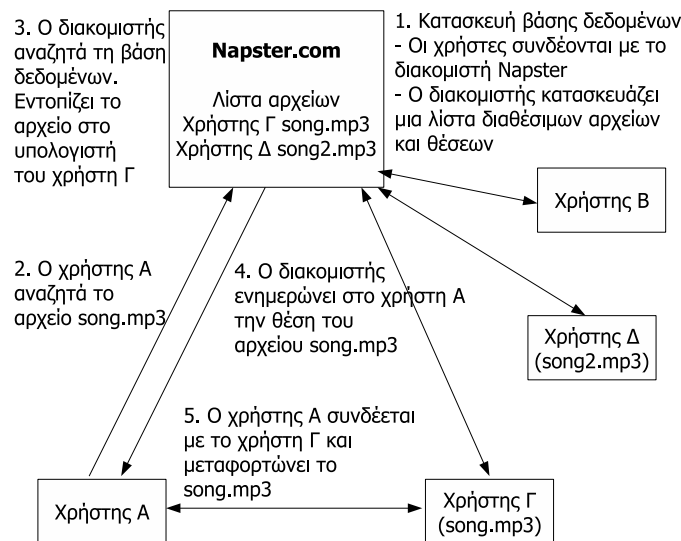 3. Ο διακομιστής
αναζητά τη βάση
δεδομένων.
Εντοπίζει το
αρχείο στο
υπολογιστή
του χρήστη Γ
Napster.com
Λίστα αρχείων
Χρήστης Γ song.mp3
Χρήστης Δ song2.mp3
1. Κατασκευή βάσης δεδομένων
- Οι χρήστες συνδέονται με το
διακομιστή Napster
- Ο διακομιστής κατασκευάζει
μια λίστα διαθέσιμων αρχείων
και θέσεων
Χρήστης Β
2. Ο χρήστης Α
αναζητά το
αρχείο song.mp3
4. Ο διακομιστής
ενημερώνει στο χρήστη Α
την θέση του
αρχείου song.mp3
Χρήστης Δ
(song2.mp3)
5. Ο χρήστης Α συνδέεται
με το χρήστη Γ και
μεταφορτώνει το
song.mp3
Χρήστης Α
Χρήστης Γ
(song.mp3)